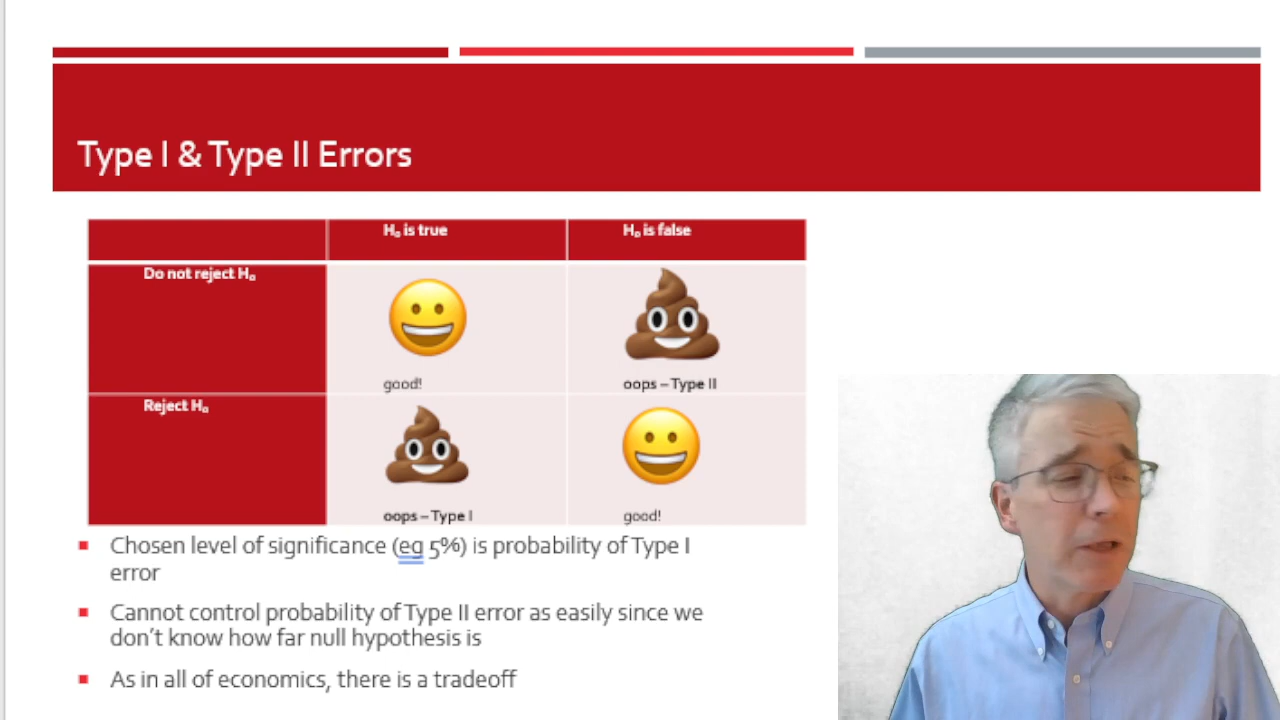 Type I & Type II Errors
H₀ is true
H₀ is false
Do not reject H₀
good!
oops – Type II
Reject H₀
oops – Type I
good!
Chosen level of significance (eg 5%) is probability of Type I
error
Cannot control probability of Type II error as easily since we
don't know how far null hypothesis is
As in all of economics, there is a tradeoff